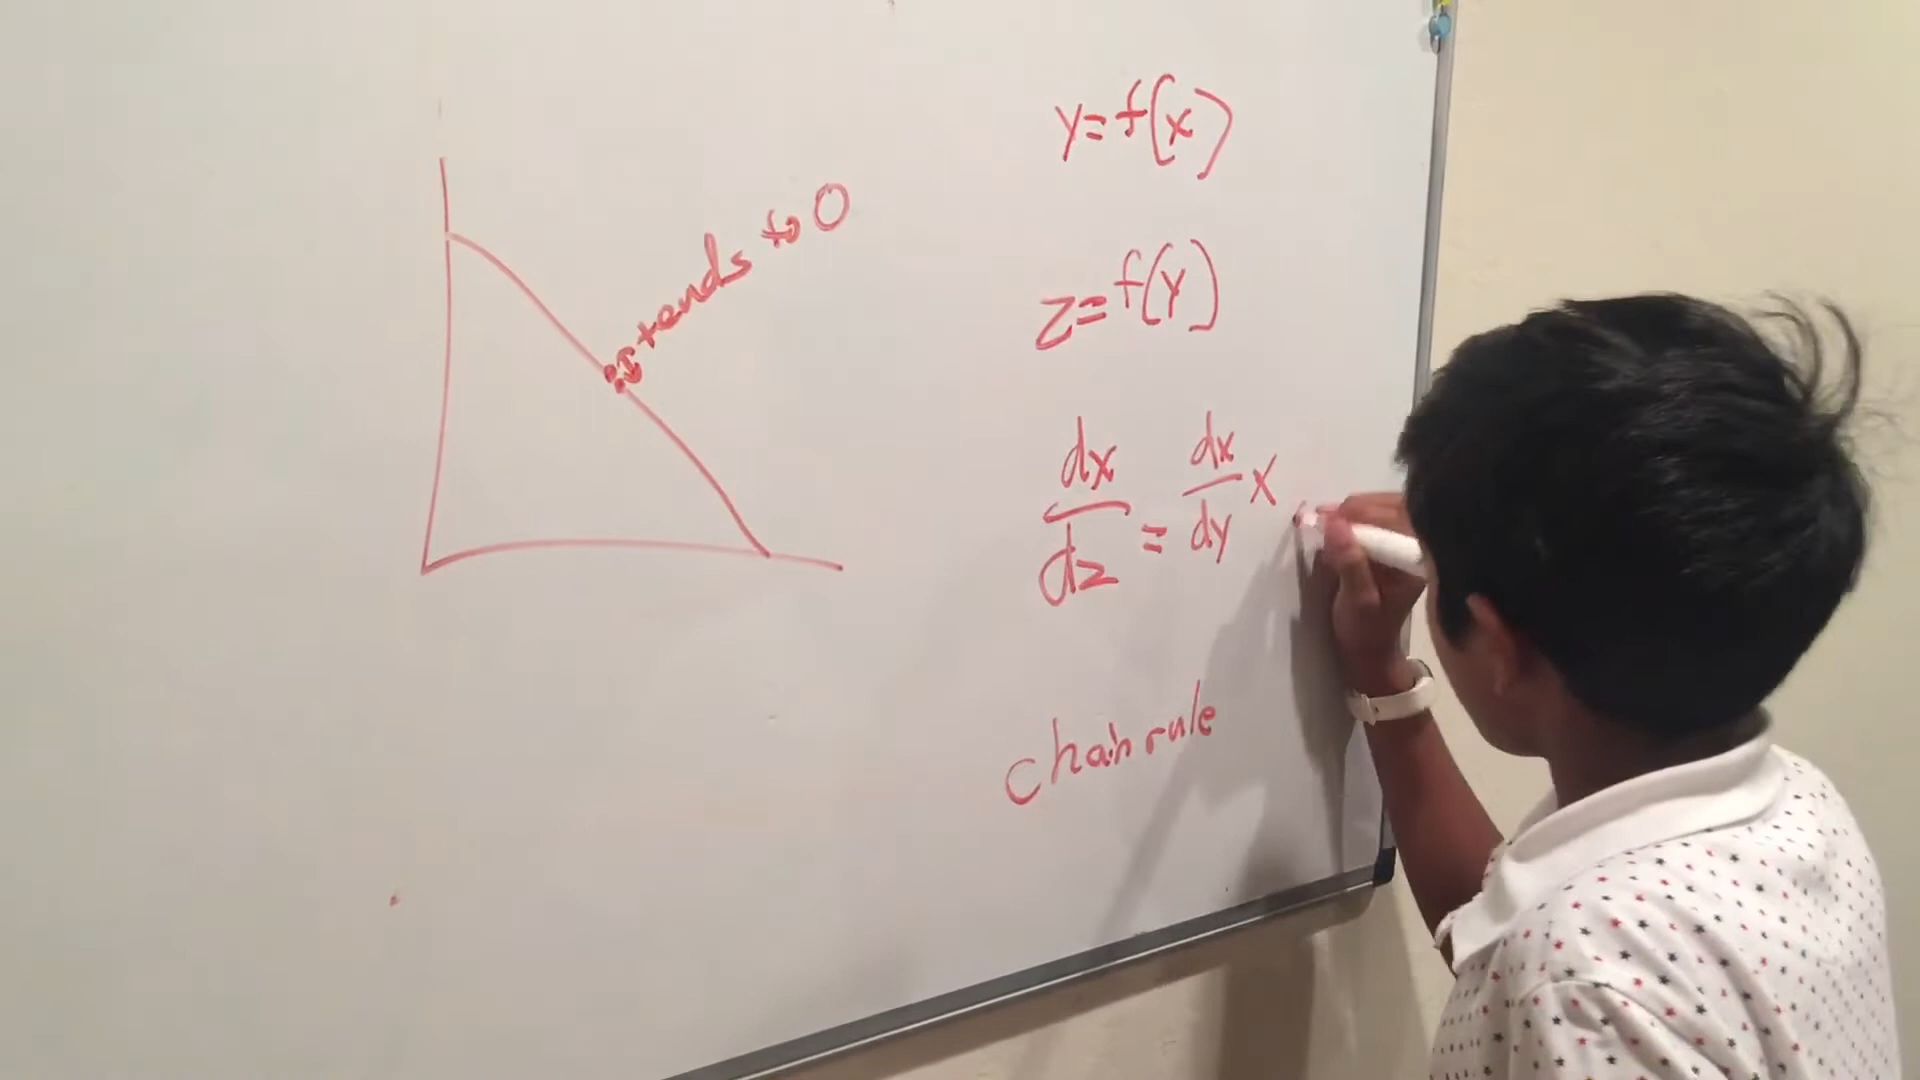 tends to 0
y=f(x)
z=f(y)
dx/dz = dx/dy x
chain rule